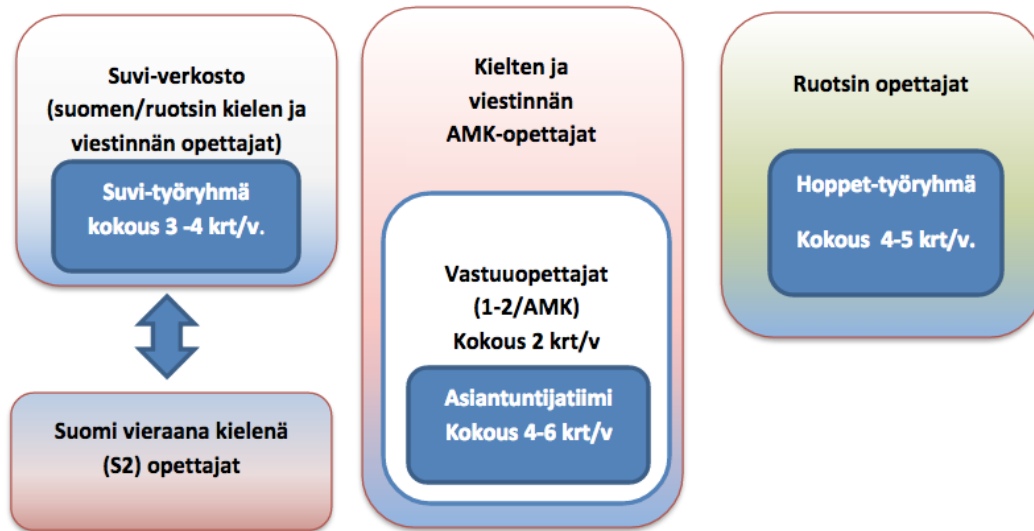 Suvi-verkosto
(suomen/ruotsin kielen ja
viestinnän opettajat)
Suvi-työryhmä
kokous 3 -4 krt/v.
Suomi vieraana kielenä
(S2) opettajat
Kielten ja
viestinnän
AMK-opettajat
Vastuuopettajat
(1-2/AMK)
Kokous 2 krt/v
Asiantuntijatiimi
Kokous 4-6 krt/v
Ruotsin opettajat
Hoppet-työryhmä
Kokous 4-5 krt/v.